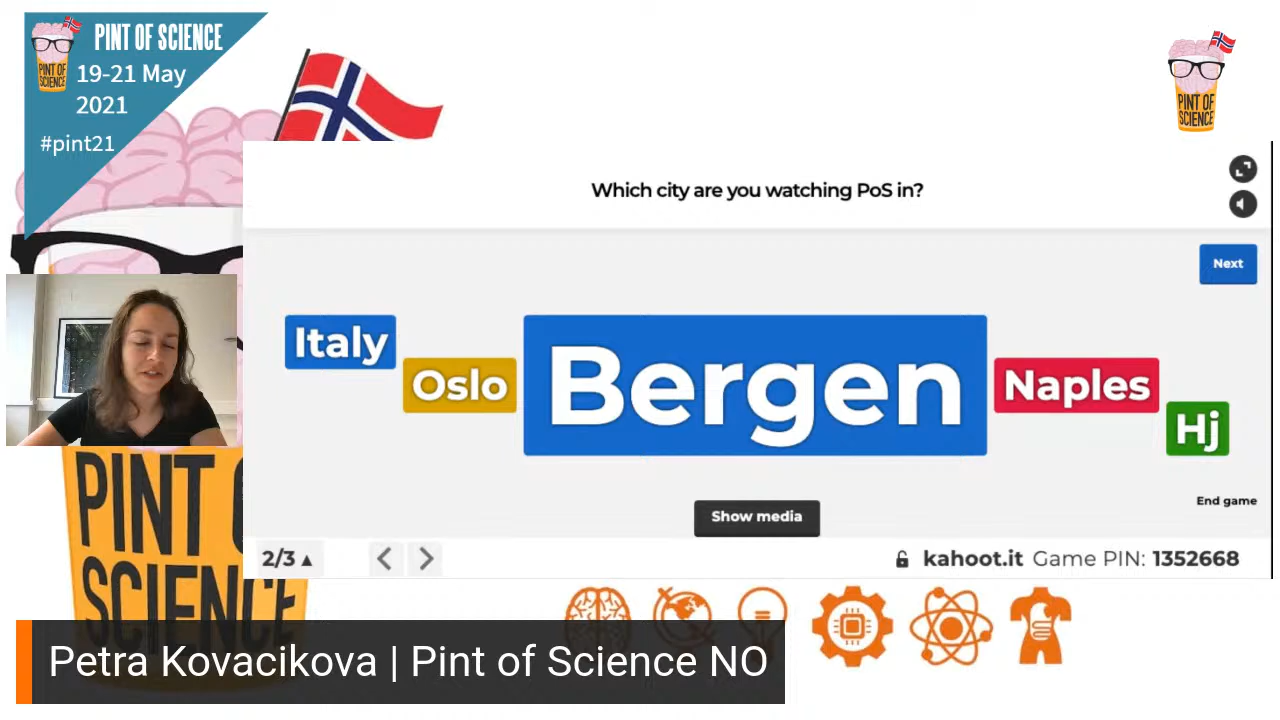 PINT OF SCIENCE
19-21 May
2021
#pint21
PINT OF
SCIENCE
PINT OF
SCIENCE
Which city are you watching PoS in?
Next
Italy
Oslo
Bergen
Naples
Hj
End game
Show media
2/3
kahoot.it Game PIN: 1352668
PINT O
SCIENCE
Petra Kovacikova | Pint of Science NO